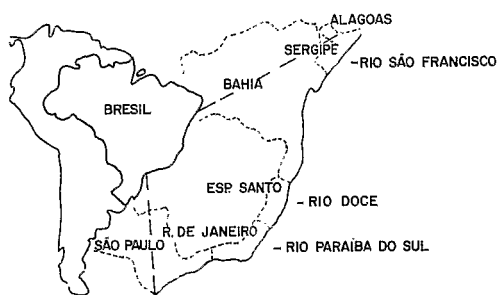 ALAGOAS
SERGIPE
RIO SÃO FRANCISCO
BAHIA
BRESIL
ESP. SANTO
RIO DOCE
R. DE JANEIRO
SÃO PAULO
RIO PARAÍBA DO SUL